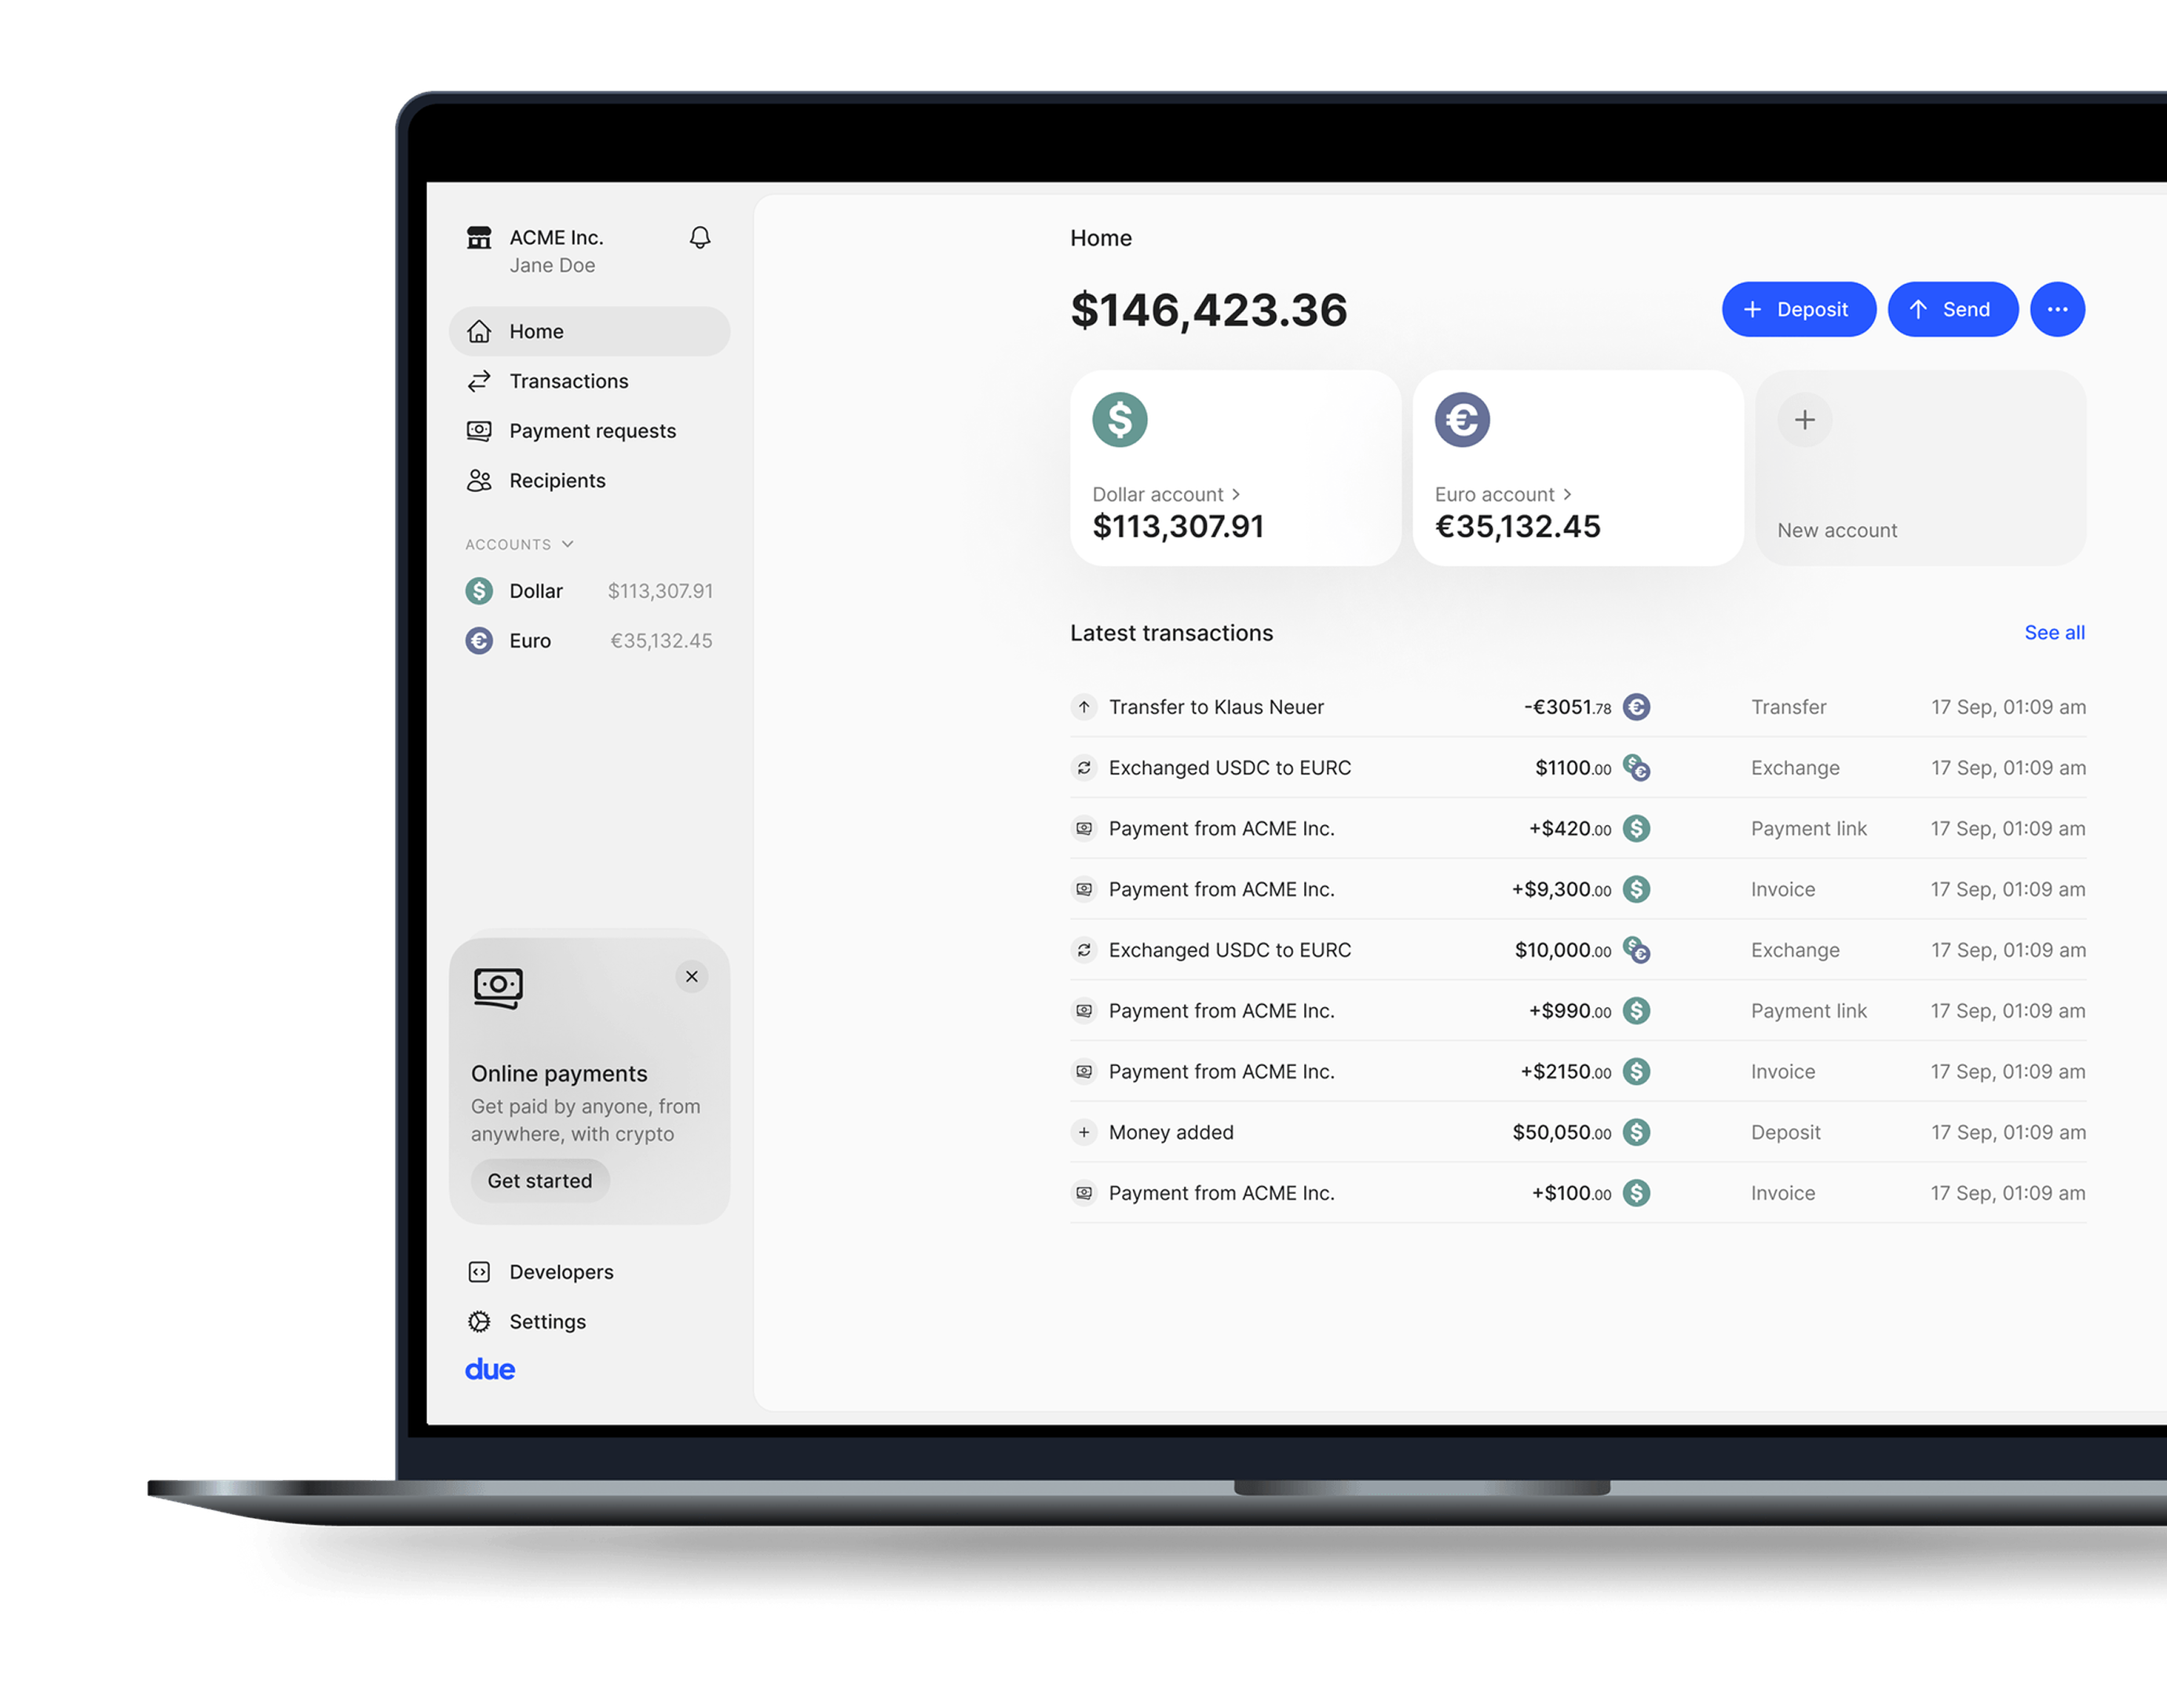 ACME Inc.
Jane Doe
Home
Transactions
Payment requests
Recipients
ACCOUNTS
Dollar $113,307.91
Euro €35,132.45
Online payments
Get paid by anyone, from
anywhere, with crypto
Get started
Developers
Settings
due
Home
$146,423.36
Deposit
Send
Dollar account
$113,307.91
Euro account
€35,132.45
New account
Latest transactions
See all
Transfer to Klaus Neuer -€3051.78 Transfer 17 Sep, 01:09 am
Exchanged USDC to EURC $1100.00 Exchange 17 Sep, 01:09 am
Payment from ACME Inc. +$420.00 Payment link 17 Sep, 01:09 am
Payment from ACME Inc. +$9,300.00 Invoice 17 Sep, 01:09 am
Exchanged USDC to EURC $10,000.00 Exchange 17 Sep, 01:09 am
Payment from ACME Inc. +$990.00 Payment link 17 Sep, 01:09 am
Payment from ACME Inc. +$2150.00 Invoice 17 Sep, 01:09 am
Money added $50,050.00 Deposit 17 Sep, 01:09 am
Payment from ACME Inc. +$100.00 Invoice 17 Sep, 01:09 am